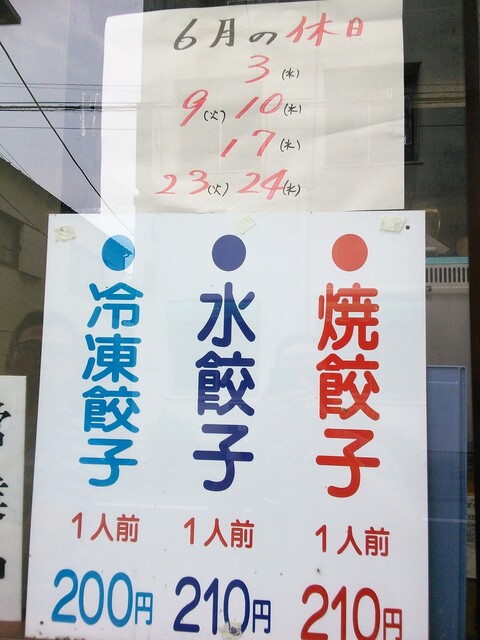 6月の休日
3(水)
9(火) 10(水)
17(水)
23(火) 24(水)
焼餃子
1人前
210円
水餃子
1人前
210円
冷凍餃子
1人前
200円